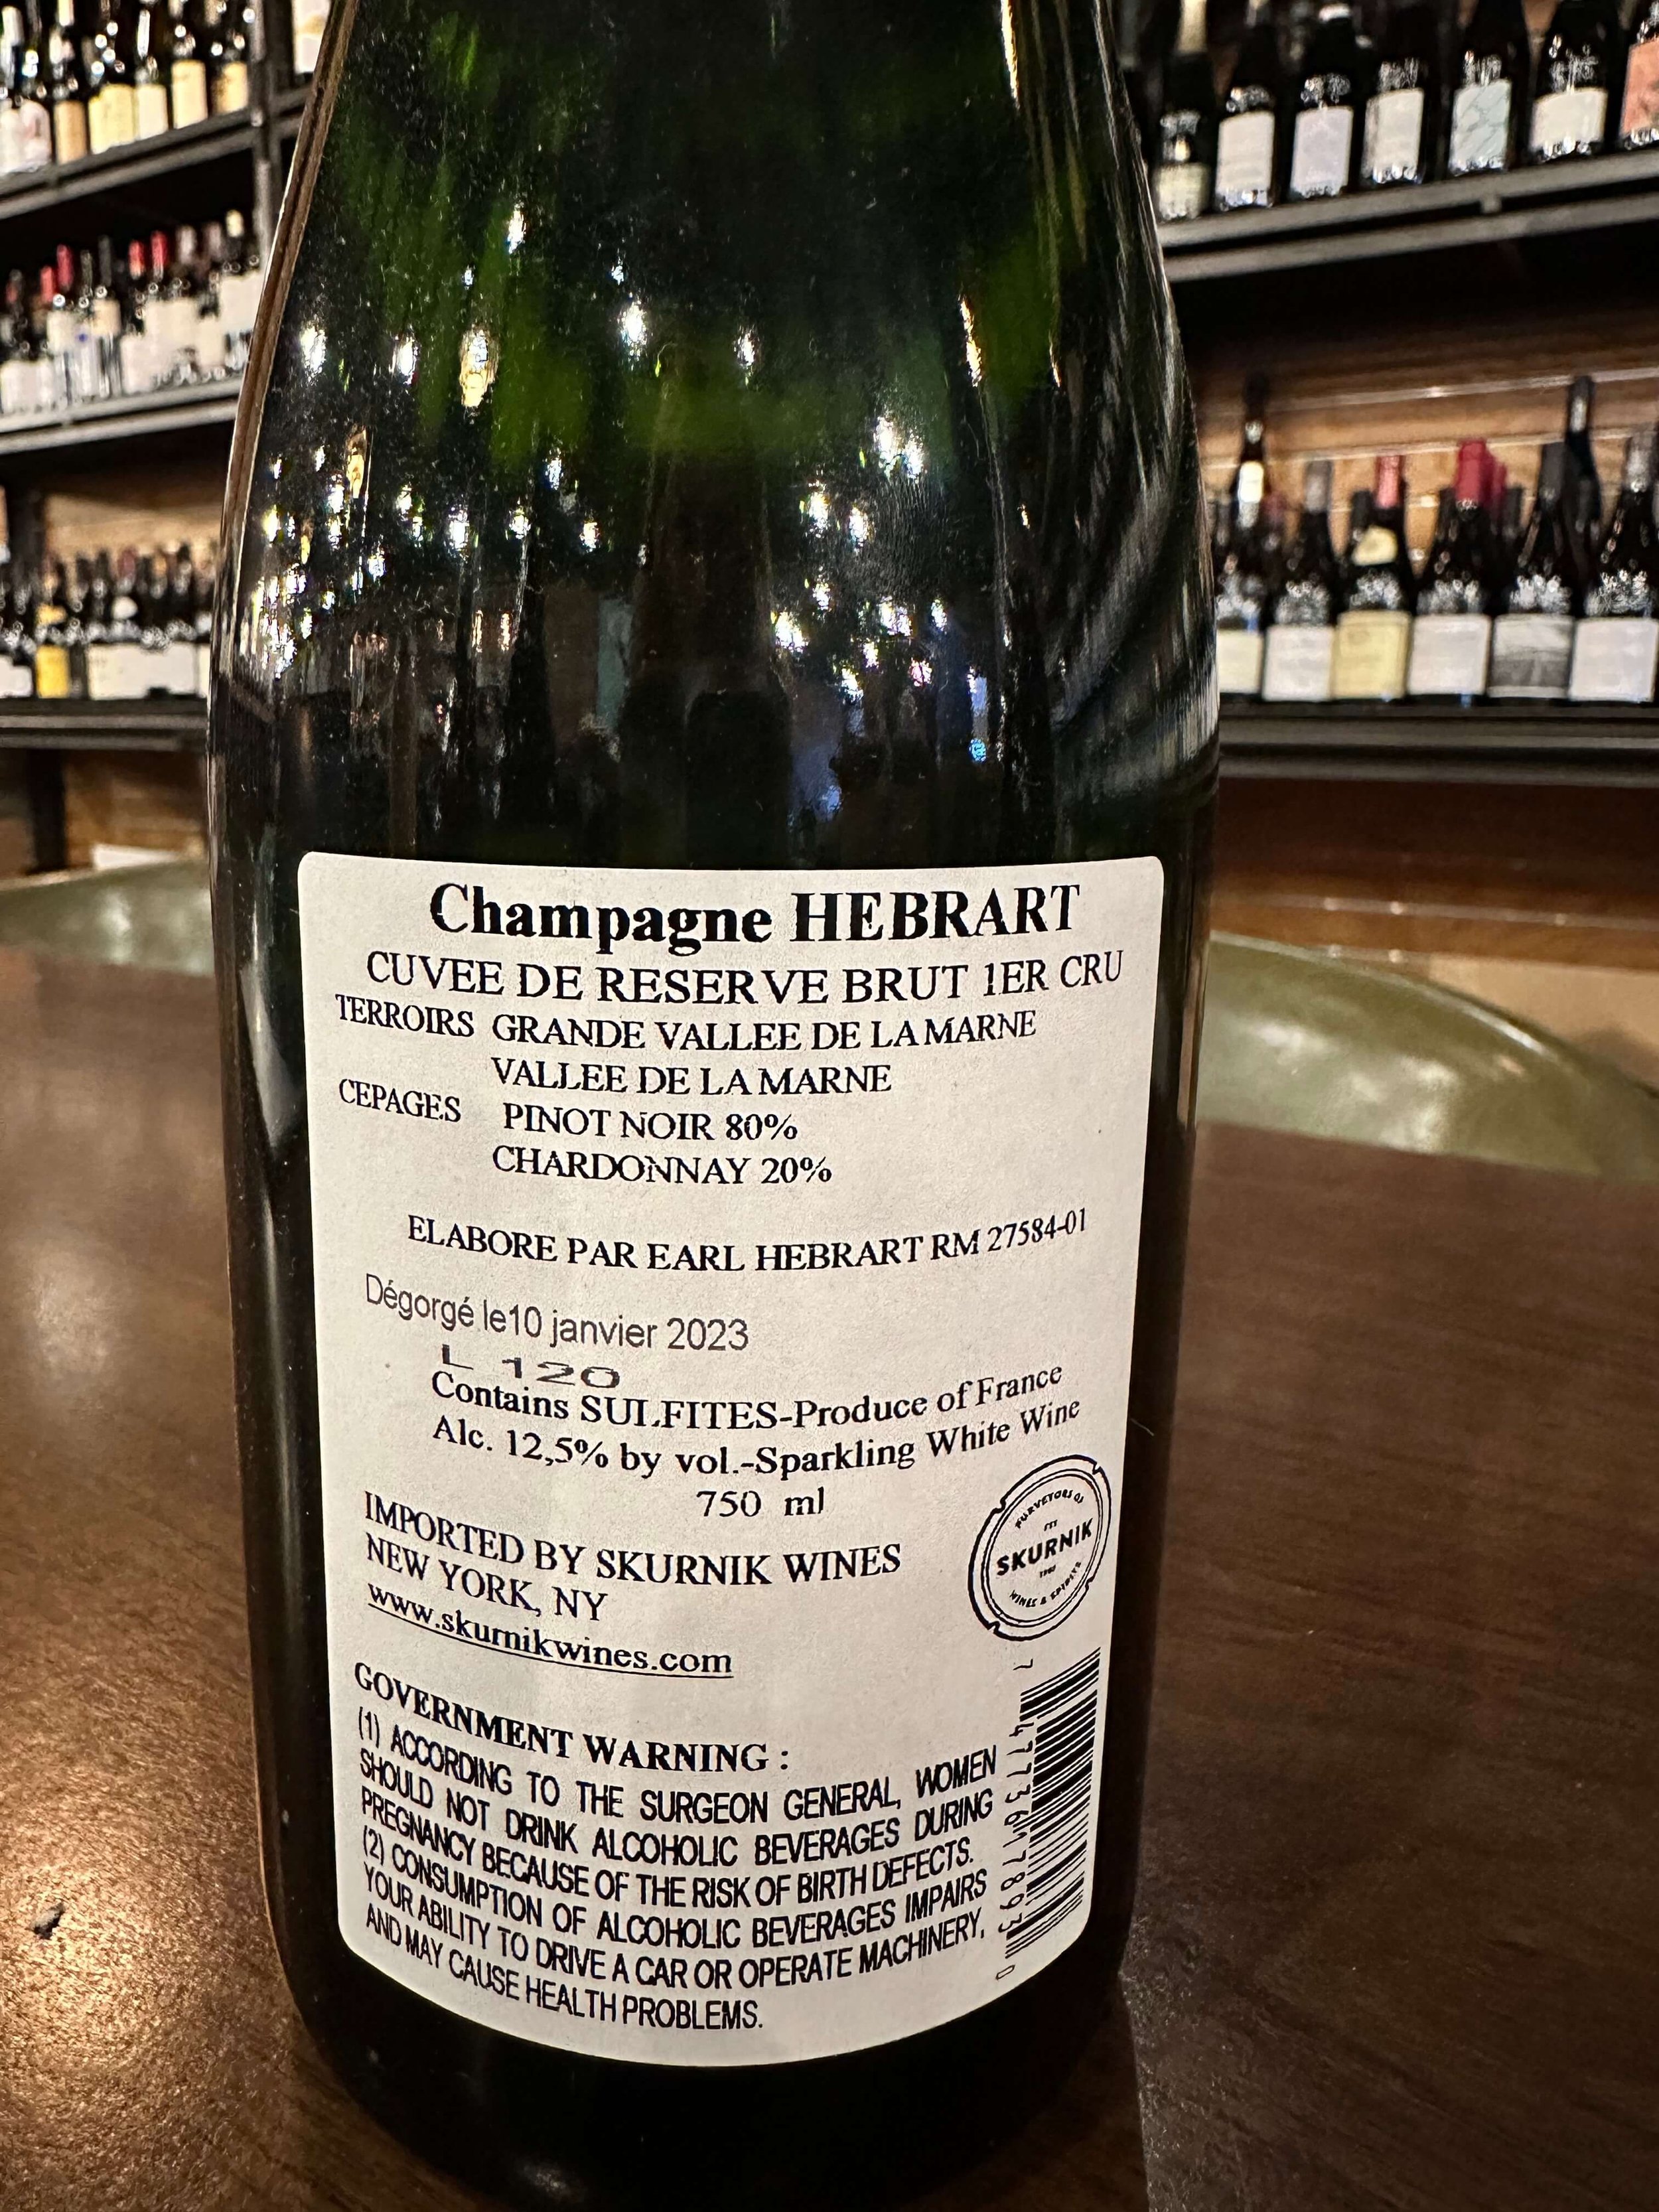 Champagne HEBRART
CUVEE DE RESERVE BRUT 1ER CRU
TERROIRS GRANDE VALLEE DE LA MARNE
VALLEE DE LA MARNE
CEPAGES PINOT NOIR 80%
CHARDONNAY 20%
ELABORE PAR EARL HEBRART RM 27584-01
Dégorgé le10 janvier 2023
L 120
Contains SULFITES-Produce of France
Alc. 12,5% by vol.-Sparkling White Wine
750 ml
IMPORTED BY SKURNIK WINES
NEW YORK, NY
www.skurnikwines.com
PURVEYORS OF
SKURNIK
WINES & SPIRITS
GOVERNMENT WARNING :
(1) ACCORDING TO THE SURGEON GENERAL, WOMEN
SHOULD NOT DRINK ALCOHOLIC BEVERAGES DURING
PREGNANCY BECAUSE OF THE RISK OF BIRTH DEFECTS.
(2) CONSUMPTION OF ALCOHOLIC BEVERAGES IMPAIRS
YOUR ABILITY TO DRIVE A CAR OR OPERATE MACHINERY,
AND MAY CAUSE HEALTH PROBLEMS.